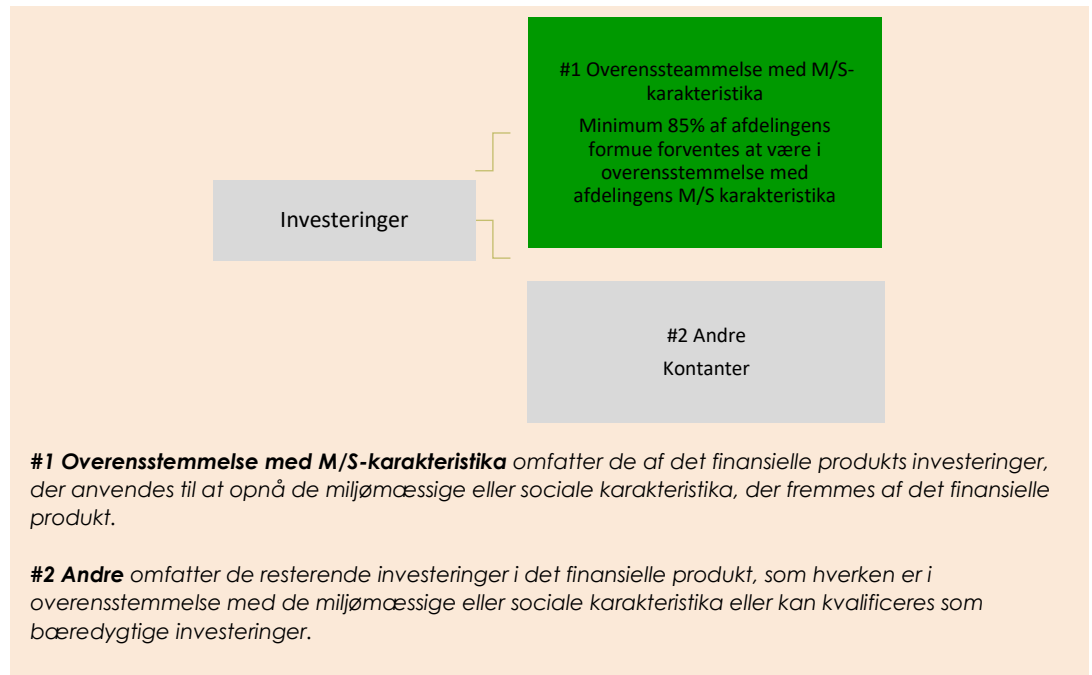 #1 Overenssteammelse med M/S-
karakteristika
Minimum 85% af afdelingens
formue forventes at være i
overensstemmelse med
afdelingens M/S karakteristika
Investeringer
#2 Andre
Kontanter
#1 Overensstemmelse med M/S-karakteristika omfatter de af det finansielle produkts investeringer,
der anvendes til at opnå de miljømæssige eller sociale karakteristika, der fremmes af det finansielle
produkt.
#2 Andre omfatter de resterende investeringer i det finansielle produkt, som hverken er i
overensstemmelse med de miljømæssige eller sociale karakteristika eller kan kvalificeres som
bæredygtige investeringer.